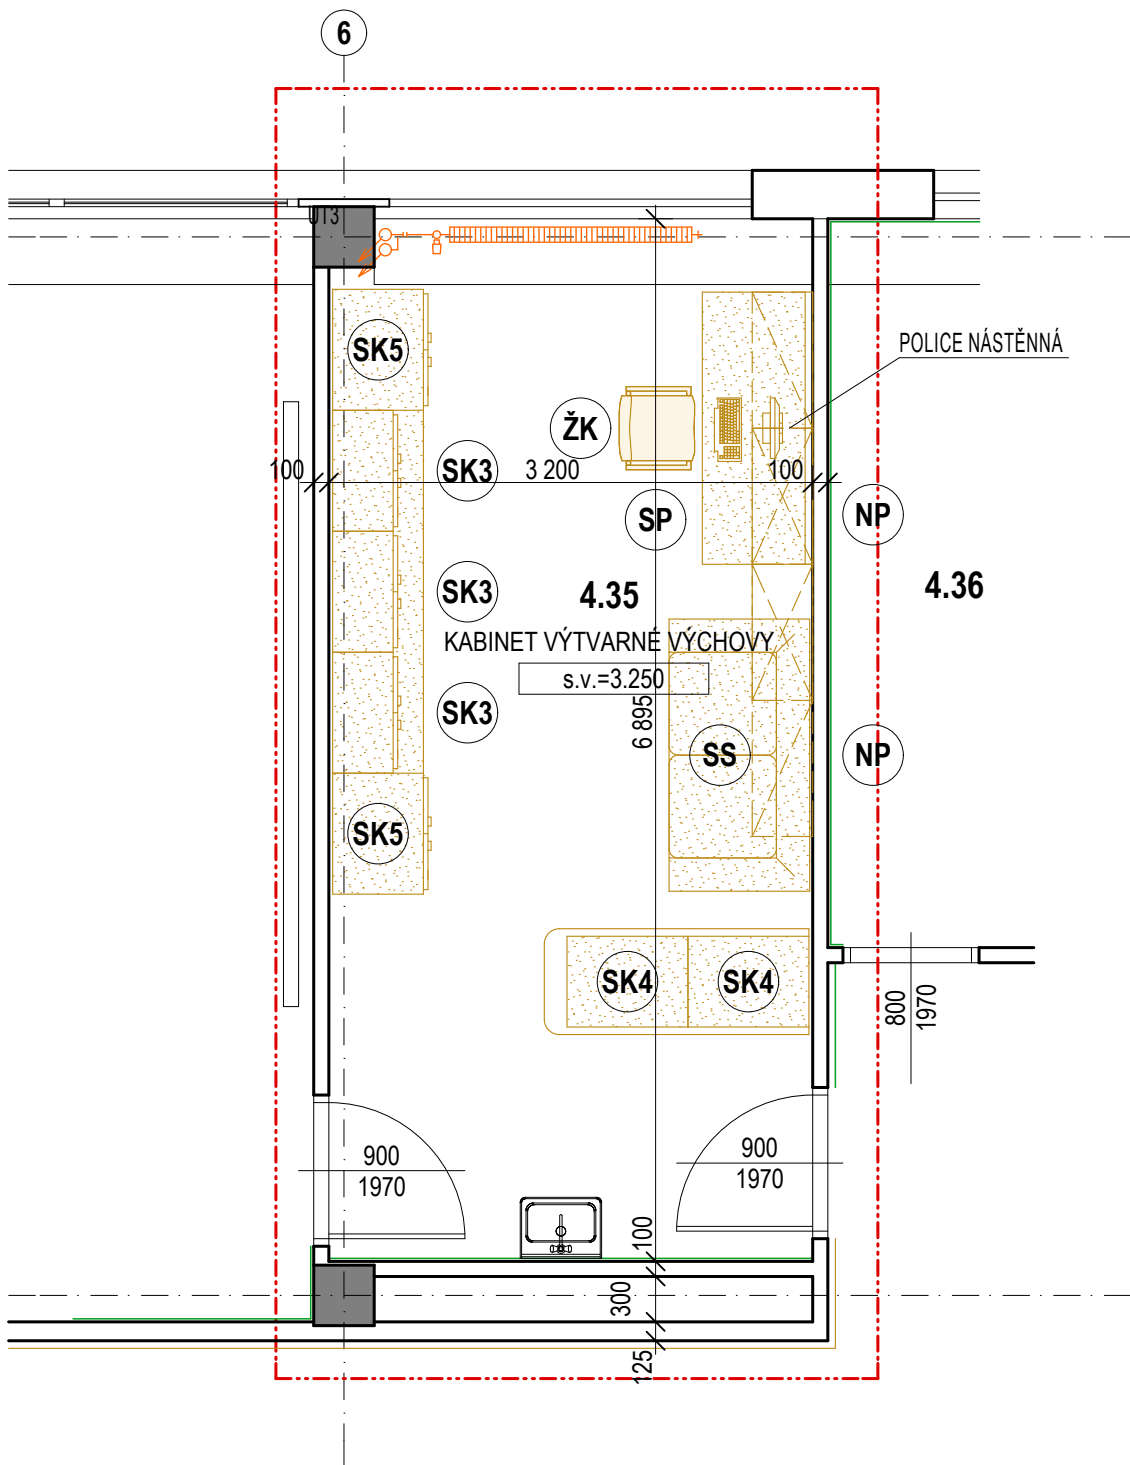 6
U13
SK5
POLICE NÁSTĚNNÁ
ŽK
100
SK3
3 200
100
SP
NP
SK3
4.35
4.36
KABINET VÝTVARNÉ VÝCHOVY
s.v.=3.250
6 895
SK3
SS
NP
SK5
SK4
SK4
800
1970
900
1970
900
1970
100
300
125